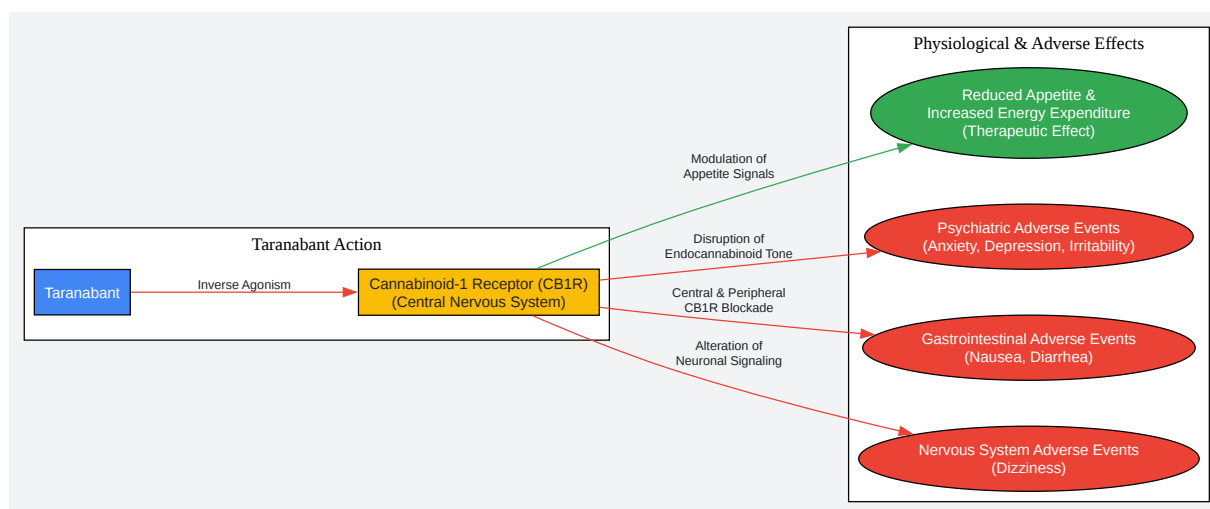 Physiological & Adverse Effects
Reduced Appetite &
Increased Energy Expenditure
(Therapeutic Effect)
Modulation of
Appetite Signals
Taranabant Action
Psychiatric Adverse Events
(Anxiety, Depression, Irritability)
Disruption of
Endocannabinoid Tone
Taranabant
Inverse Agonism
Cannabinoid-1 Receptor (CB1R)
(Central Nervous System)
Central & Peripheral
CB1R Blockade
Gastrointestinal Adverse Events
(Nausea, Diarrhea)
Alteration of
Neuronal Signaling
Nervous System Adverse Events
(Dizziness)